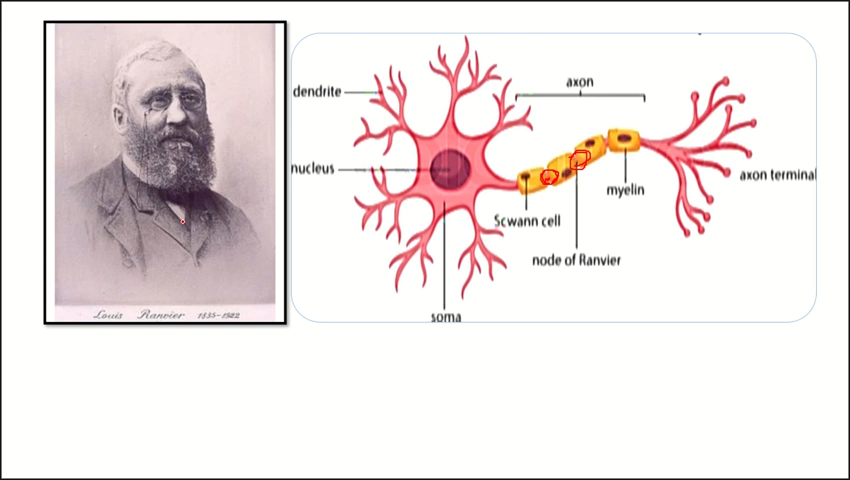 Louis Ranvier 1835-1922
axon
dendrite
nucleus
axon terminal
myelin
Scwann cell
node of Ranvier
soma